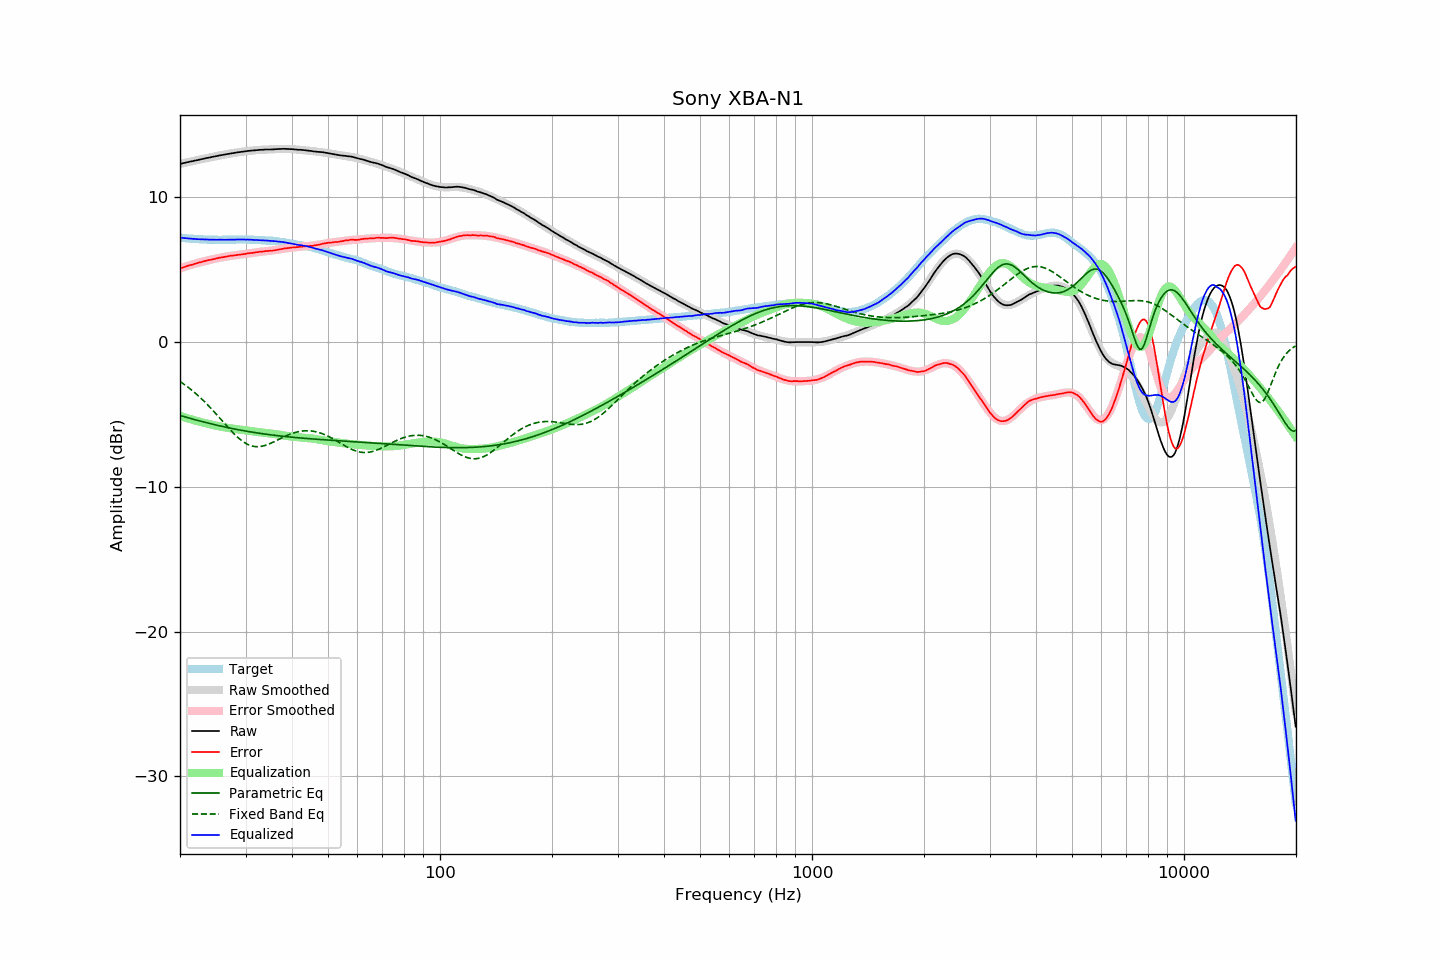 Sony XBA-N1
10
0
−10
−20
−30
Amplitude (dBr)
100
1000
10000
Frequency (Hz)
Target
Raw Smoothed
Error Smoothed
Raw
Error
Equalization
Parametric Eq
Fixed Band Eq
Equalized